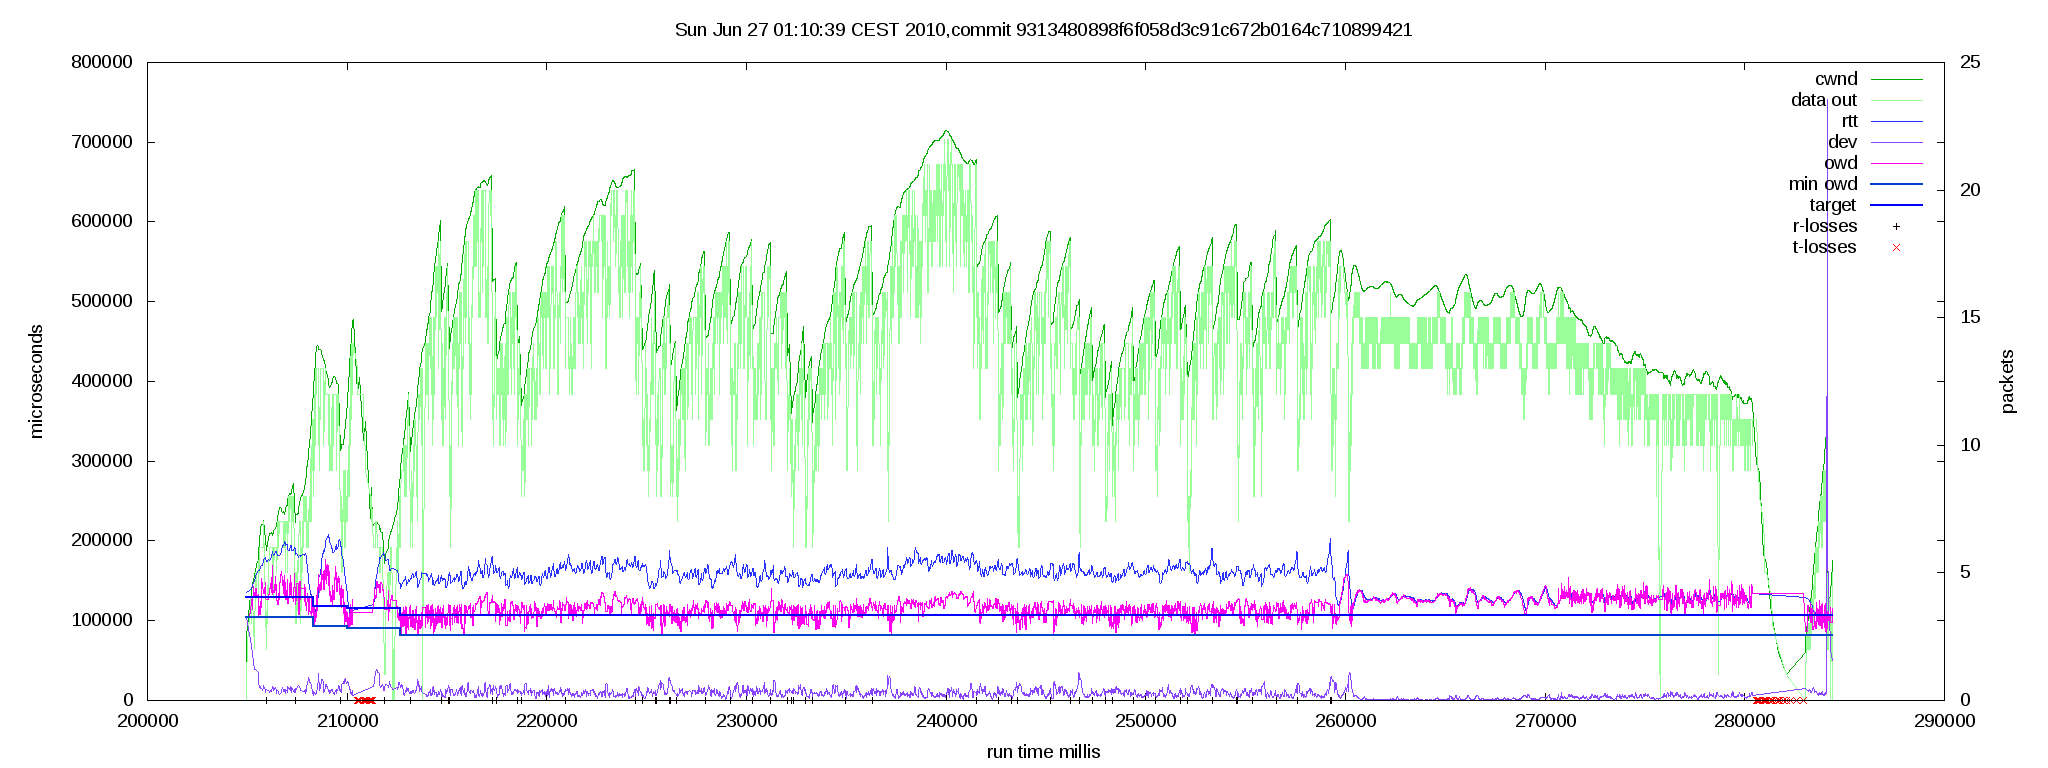 Sun Jun 27 01:10:39 CEST 2010,commit 9313480898f6f058d3c91c672b0164c710899421
800000
700000
600000
500000
400000
300000
200000
100000
0
microseconds
25
20
15
10
5
0
packets
cwnd
data out
rtt
dev
owd
min owd
target
r-losses
t-losses
200000
210000
220000
230000
240000
250000
260000
270000
280000
290000
run time millis